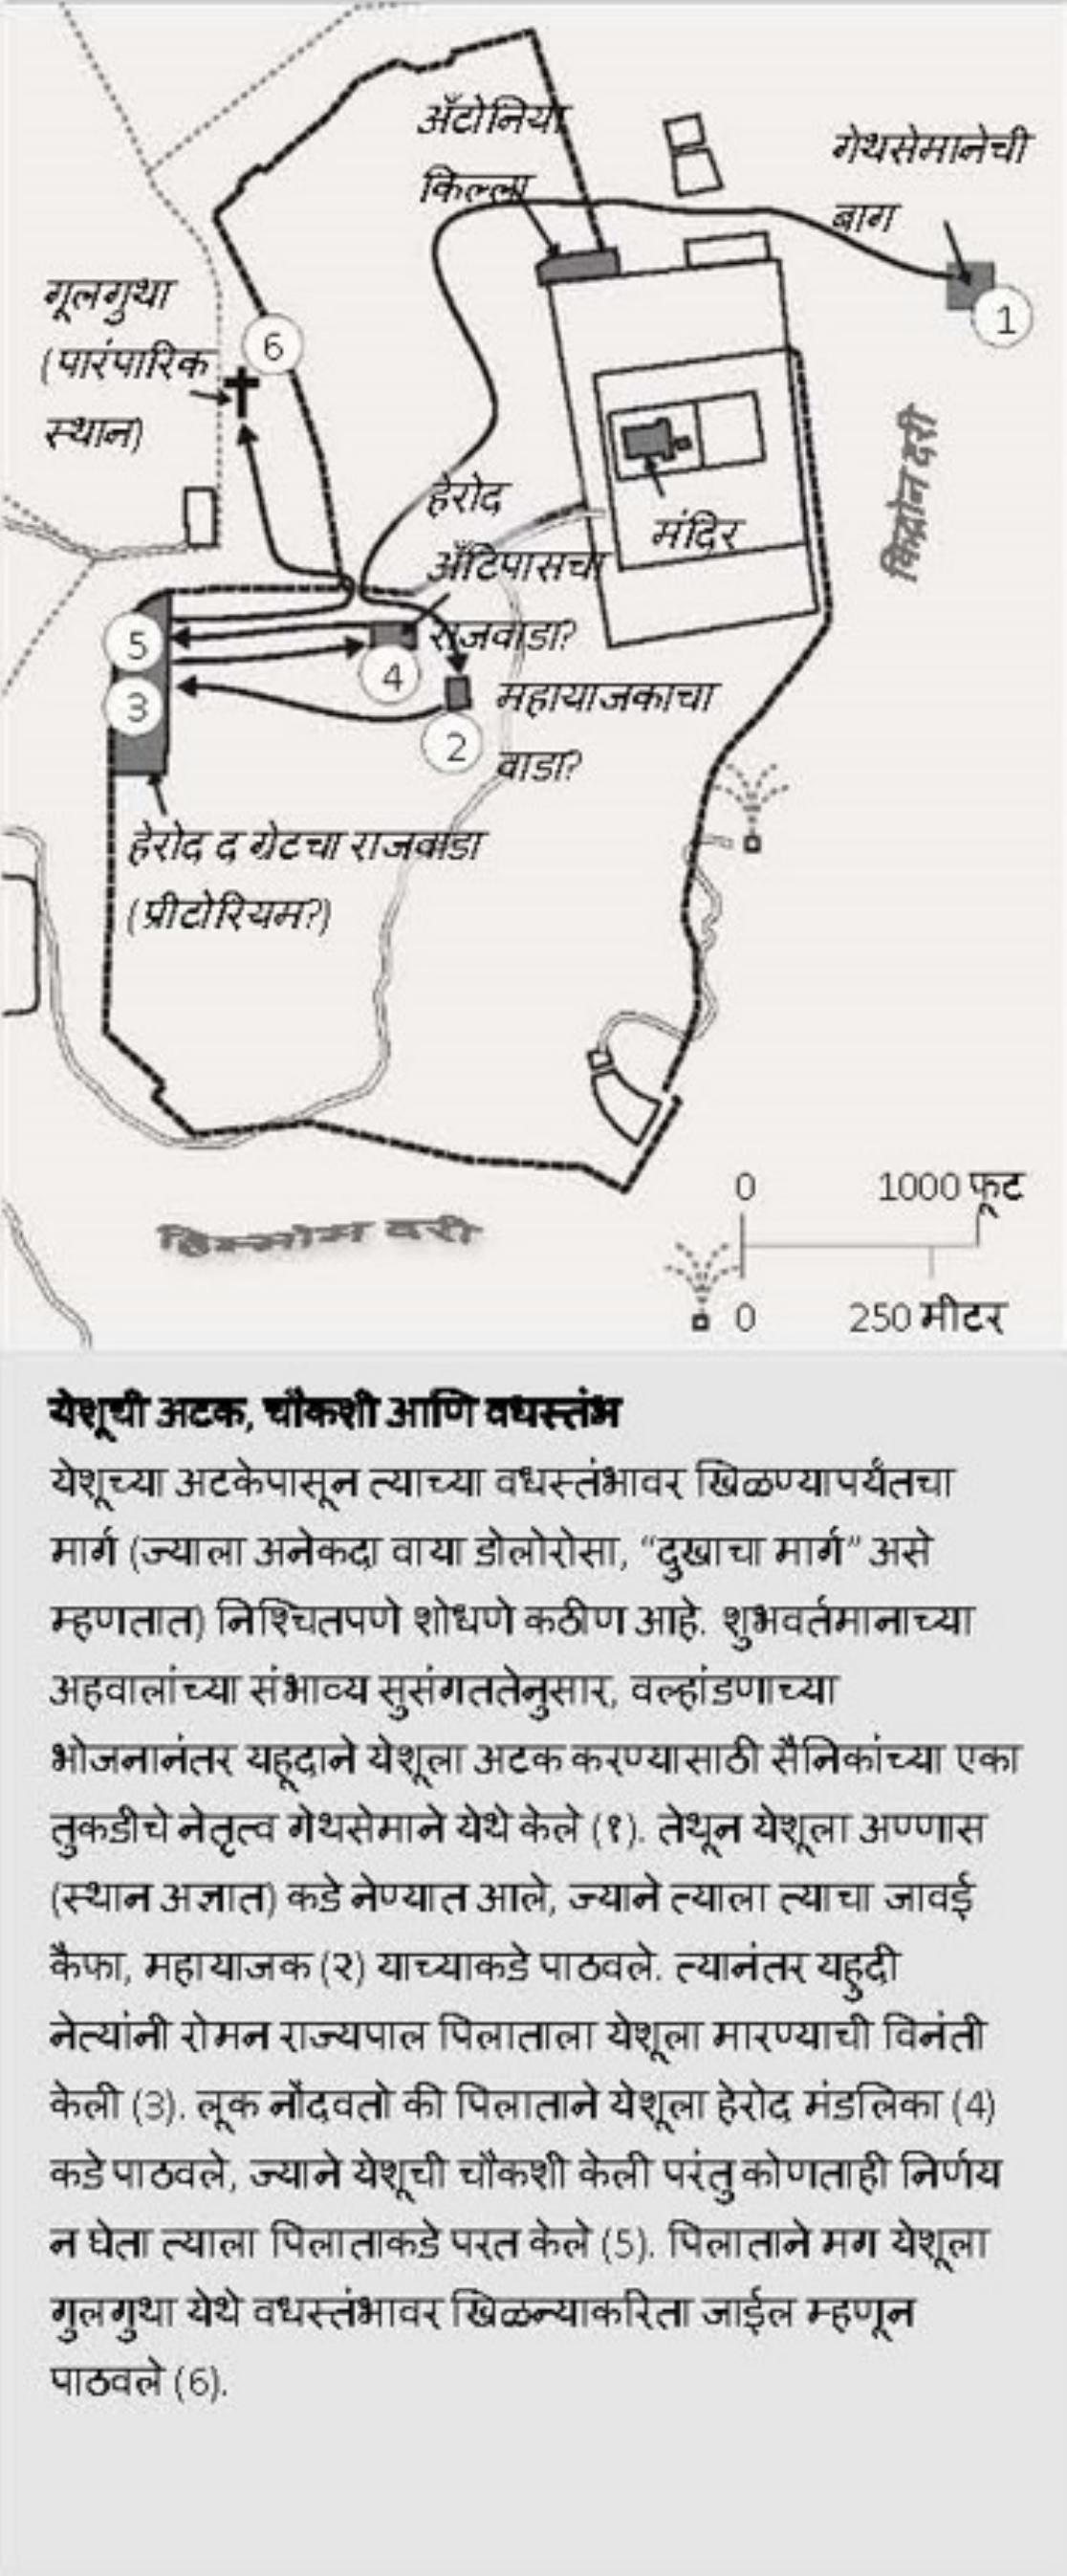 अँटोनिया
किल्ला
गेथसेमानेची
बाग
1
गूलगुथा
(पारंपारिक
स्थान)
6
किद्रोन दरी
हेरोद
अँटिपासचा
राजवाडा?
मंदिर
5
4
3
2
महायाजकाचा
वाडा?
हेरोद द ग्रेटचा राजवाडा
(प्रीटोरियम?)
हिन्नोम दरी
0 1000 फूट
0 250 मीटर
येशूची अटक, चौकशी आणि वधस्तंभ
येशूच्या अटकेपासून त्याच्या वधस्तंभावर खिळण्यापर्यंतचा
मार्ग (ज्याला अनेकदा वाया डोलोरोसा, “दुखाचा मार्ग” असे
म्हणतात) निश्चितपणे शोधणे कठीण आहे. शुभवर्तमानाच्या
अहवालांच्या संभाव्य सुसंगततेनुसार, वल्हांडणाच्या
भोजनानंतर यहूदाने येशूला अटक करण्यासाठी सैनिकांच्या एका
तुकडीचे नेतृत्व गेथसेमाने येथे केले (१). तेथून येशूला अण्णास
(स्थान अज्ञात) कडे नेण्यात आले, ज्याने त्याला त्याचा जावई
कैफा, महायाजक (२) याच्याकडे पाठवले. त्यानंतर यहुदी
नेत्यांनी रोमन राज्यपाल पिलाताला येशूला मारण्याची विनंती
केली (3). लूक नोंदवतो की पिलाताने येशूला हेरोद मंडलिका (4)
कडे पाठवले, ज्याने येशूची चौकशी केली परंतु कोणताही निर्णय
न घेता त्याला पिलाताकडे परत केले (5). पिलाताने मग येशूला
गुलगुथा येथे वधस्तंभावर खिळन्याकरिता जाईल म्हणून
पाठवले (6).